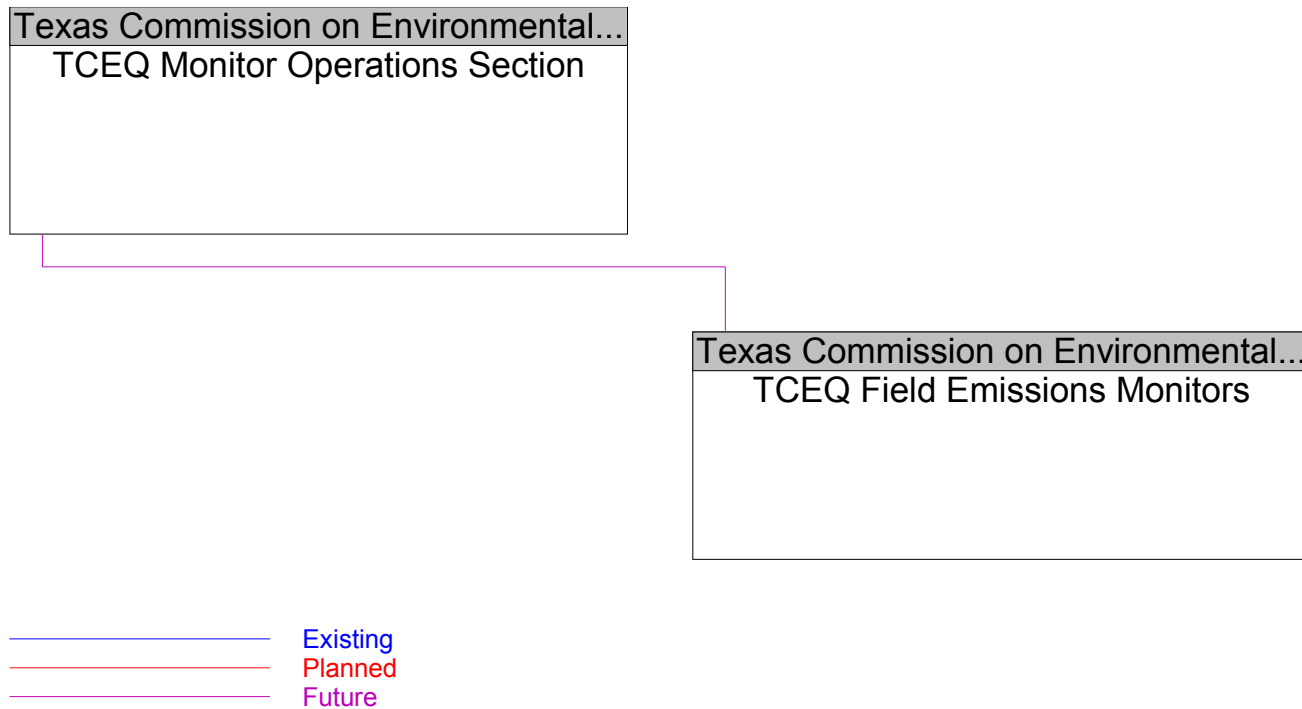 Texas Commission on Environmental...
TCEQ Monitor Operations Section
Texas Commission on Environmental...
TCEQ Field Emissions Monitors
Existing
Planned
Future